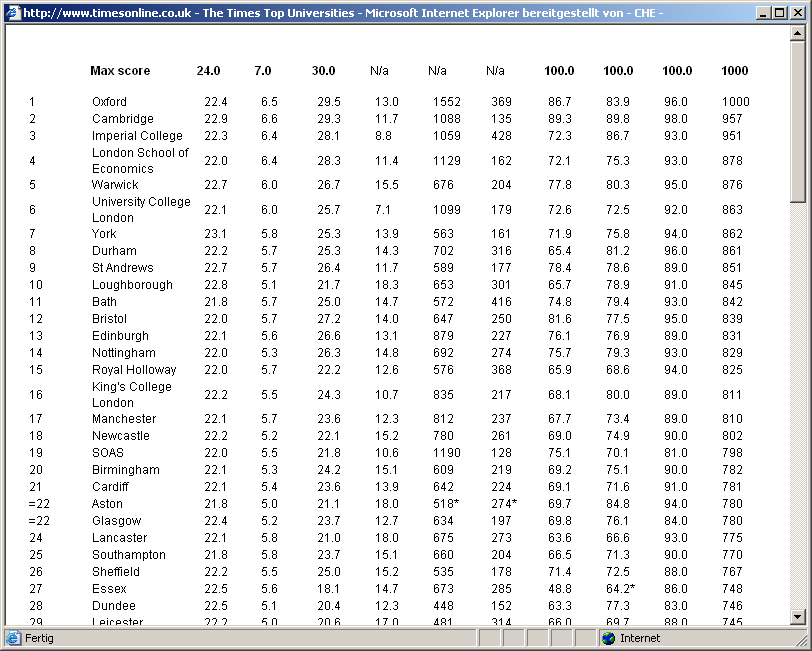 http://www.timesonline.co.uk - The Times Top Universities - Microsoft Internet Explorer bereitgestellt von - CHE -
Max score 24.0 7.0 30.0 N/a N/a N/a 100.0 100.0 100.0 1000
1 Oxford 22.4 6.5 29.5 13.0 1552 369 86.7 83.9 96.0 1000
2 Cambridge 22.9 6.6 29.3 11.7 1088 135 89.3 89.8 98.0 957
3 Imperial College 22.3 6.4 28.1 8.8 1059 428 72.3 86.7 93.0 951
4 London School of Economics 22.0 6.4 28.3 11.4 1129 162 72.1 75.3 93.0 878
5 Warwick 22.7 6.0 26.7 15.5 676 204 77.8 80.3 95.0 876
6 University College London 22.1 6.0 25.7 7.1 1099 179 72.6 72.5 92.0 863
7 York 23.1 5.8 25.3 13.9 563 161 71.9 75.8 94.0 862
8 Durham 22.2 5.7 25.3 14.3 702 316 65.4 81.2 96.0 861
9 St Andrews 22.7 5.7 26.4 11.7 589 177 78.4 78.6 89.0 851
10 Loughborough 22.8 5.1 21.7 18.3 653 301 65.7 78.9 91.0 845
11 Bath 21.8 5.7 25.0 14.7 572 416 74.8 79.4 93.0 842
12 Bristol 22.0 5.7 27.2 14.0 647 250 81.6 77.5 95.0 839
13 Edinburgh 22.1 5.6 26.6 13.1 879 227 76.1 76.9 89.0 831
14 Nottingham 22.0 5.3 26.3 14.8 692 274 75.7 79.3 93.0 829
15 Royal Holloway 22.0 5.7 22.2 12.6 576 368 65.9 68.6 94.0 825
16 King's College London 22.2 5.5 24.3 10.7 835 217 68.1 80.0 89.0 811
17 Manchester 22.1 5.7 23.6 12.3 812 237 67.7 73.4 89.0 810
18 Newcastle 22.2 5.2 22.1 15.2 780 261 69.0 74.9 90.0 802
19 SOAS 22.0 5.5 21.8 10.6 1190 128 75.1 70.1 81.0 798
20 Birmingham 22.1 5.3 24.2 15.1 609 219 69.2 75.1 90.0 782
21 Cardiff 22.1 5.4 23.6 13.9 642 224 69.1 71.6 91.0 781
=22 Aston 21.8 5.0 21.1 18.0 518* 274* 69.7 84.8 94.0 780
=22 Glasgow 22.4 5.2 23.7 12.7 634 197 69.8 76.1 84.0 780
24 Lancaster 22.1 5.8 21.0 18.0 675 273 63.6 66.6 93.0 775
25 Southampton 21.8 5.8 23.7 15.1 660 204 66.5 71.3 90.0 770
26 Sheffield 22.2 5.5 25.0 15.2 535 178 71.4 72.5 88.0 767
27 Essex 22.5 5.6 18.1 14.7 673 285 48.8 64.2* 86.0 748
28 Dundee 22.5 5.1 20.4 12.3 448 152 63.3 77.3 83.0 746
29 Leicester 22.2 5.0 20.6 17.0 481 314 66.0 69.7 88.0 745
Fertig Internet